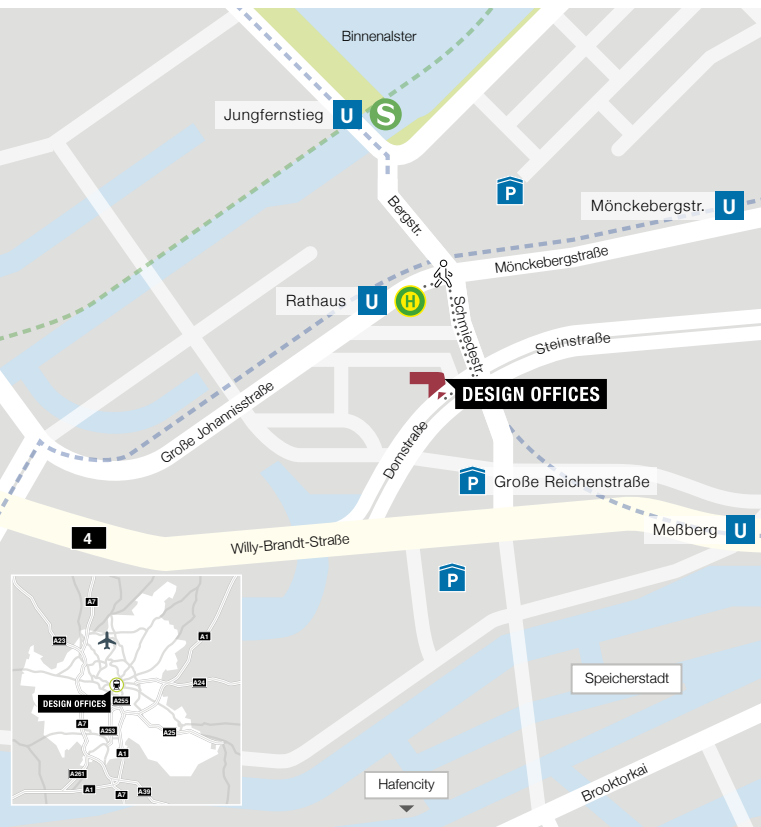 Binnenalster
Jungfernstieg U S
P
Bergstr.
Mönckebergstr. U
Mönckebergstraße
Rathaus U H
Schmiedestr.
Steinstraße
DESIGN OFFICES
Große Johannisstraße
Domstraße
P Große Reichenstraße
Meßberg U
4
Willy-Brandt-Straße
P
A7
A23
A1
A24
DESIGN OFFICES
A255
A7
A253
A25
A1
A261
A1
A7
A39
Speicherstadt
Hafencity
Brooktorkai